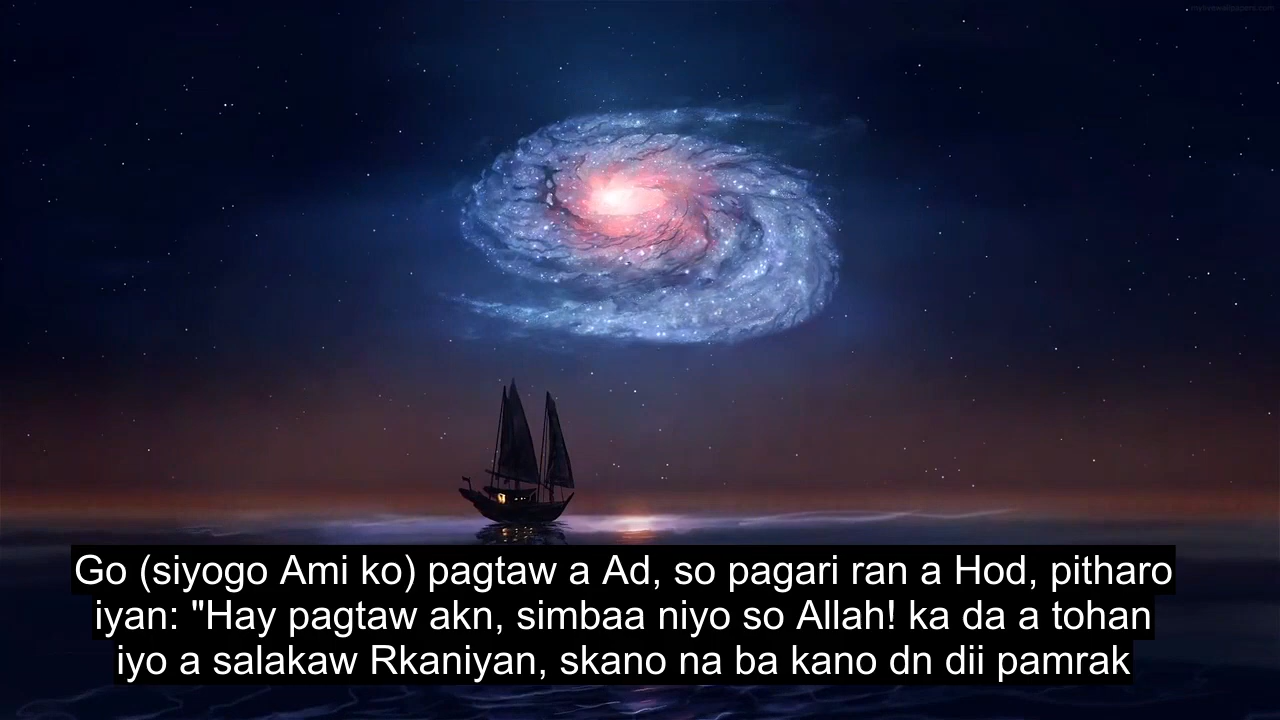 Go (siyogo Ami ko) pagtaw a Ad, so pagari ran a Hod, pitharo
iyan: "Hay pagtaw akn, simbaa niyo so Allah! ka da a tohan
iyo a salakaw Rkaniyan, skano na ba kano dn dii pamrak